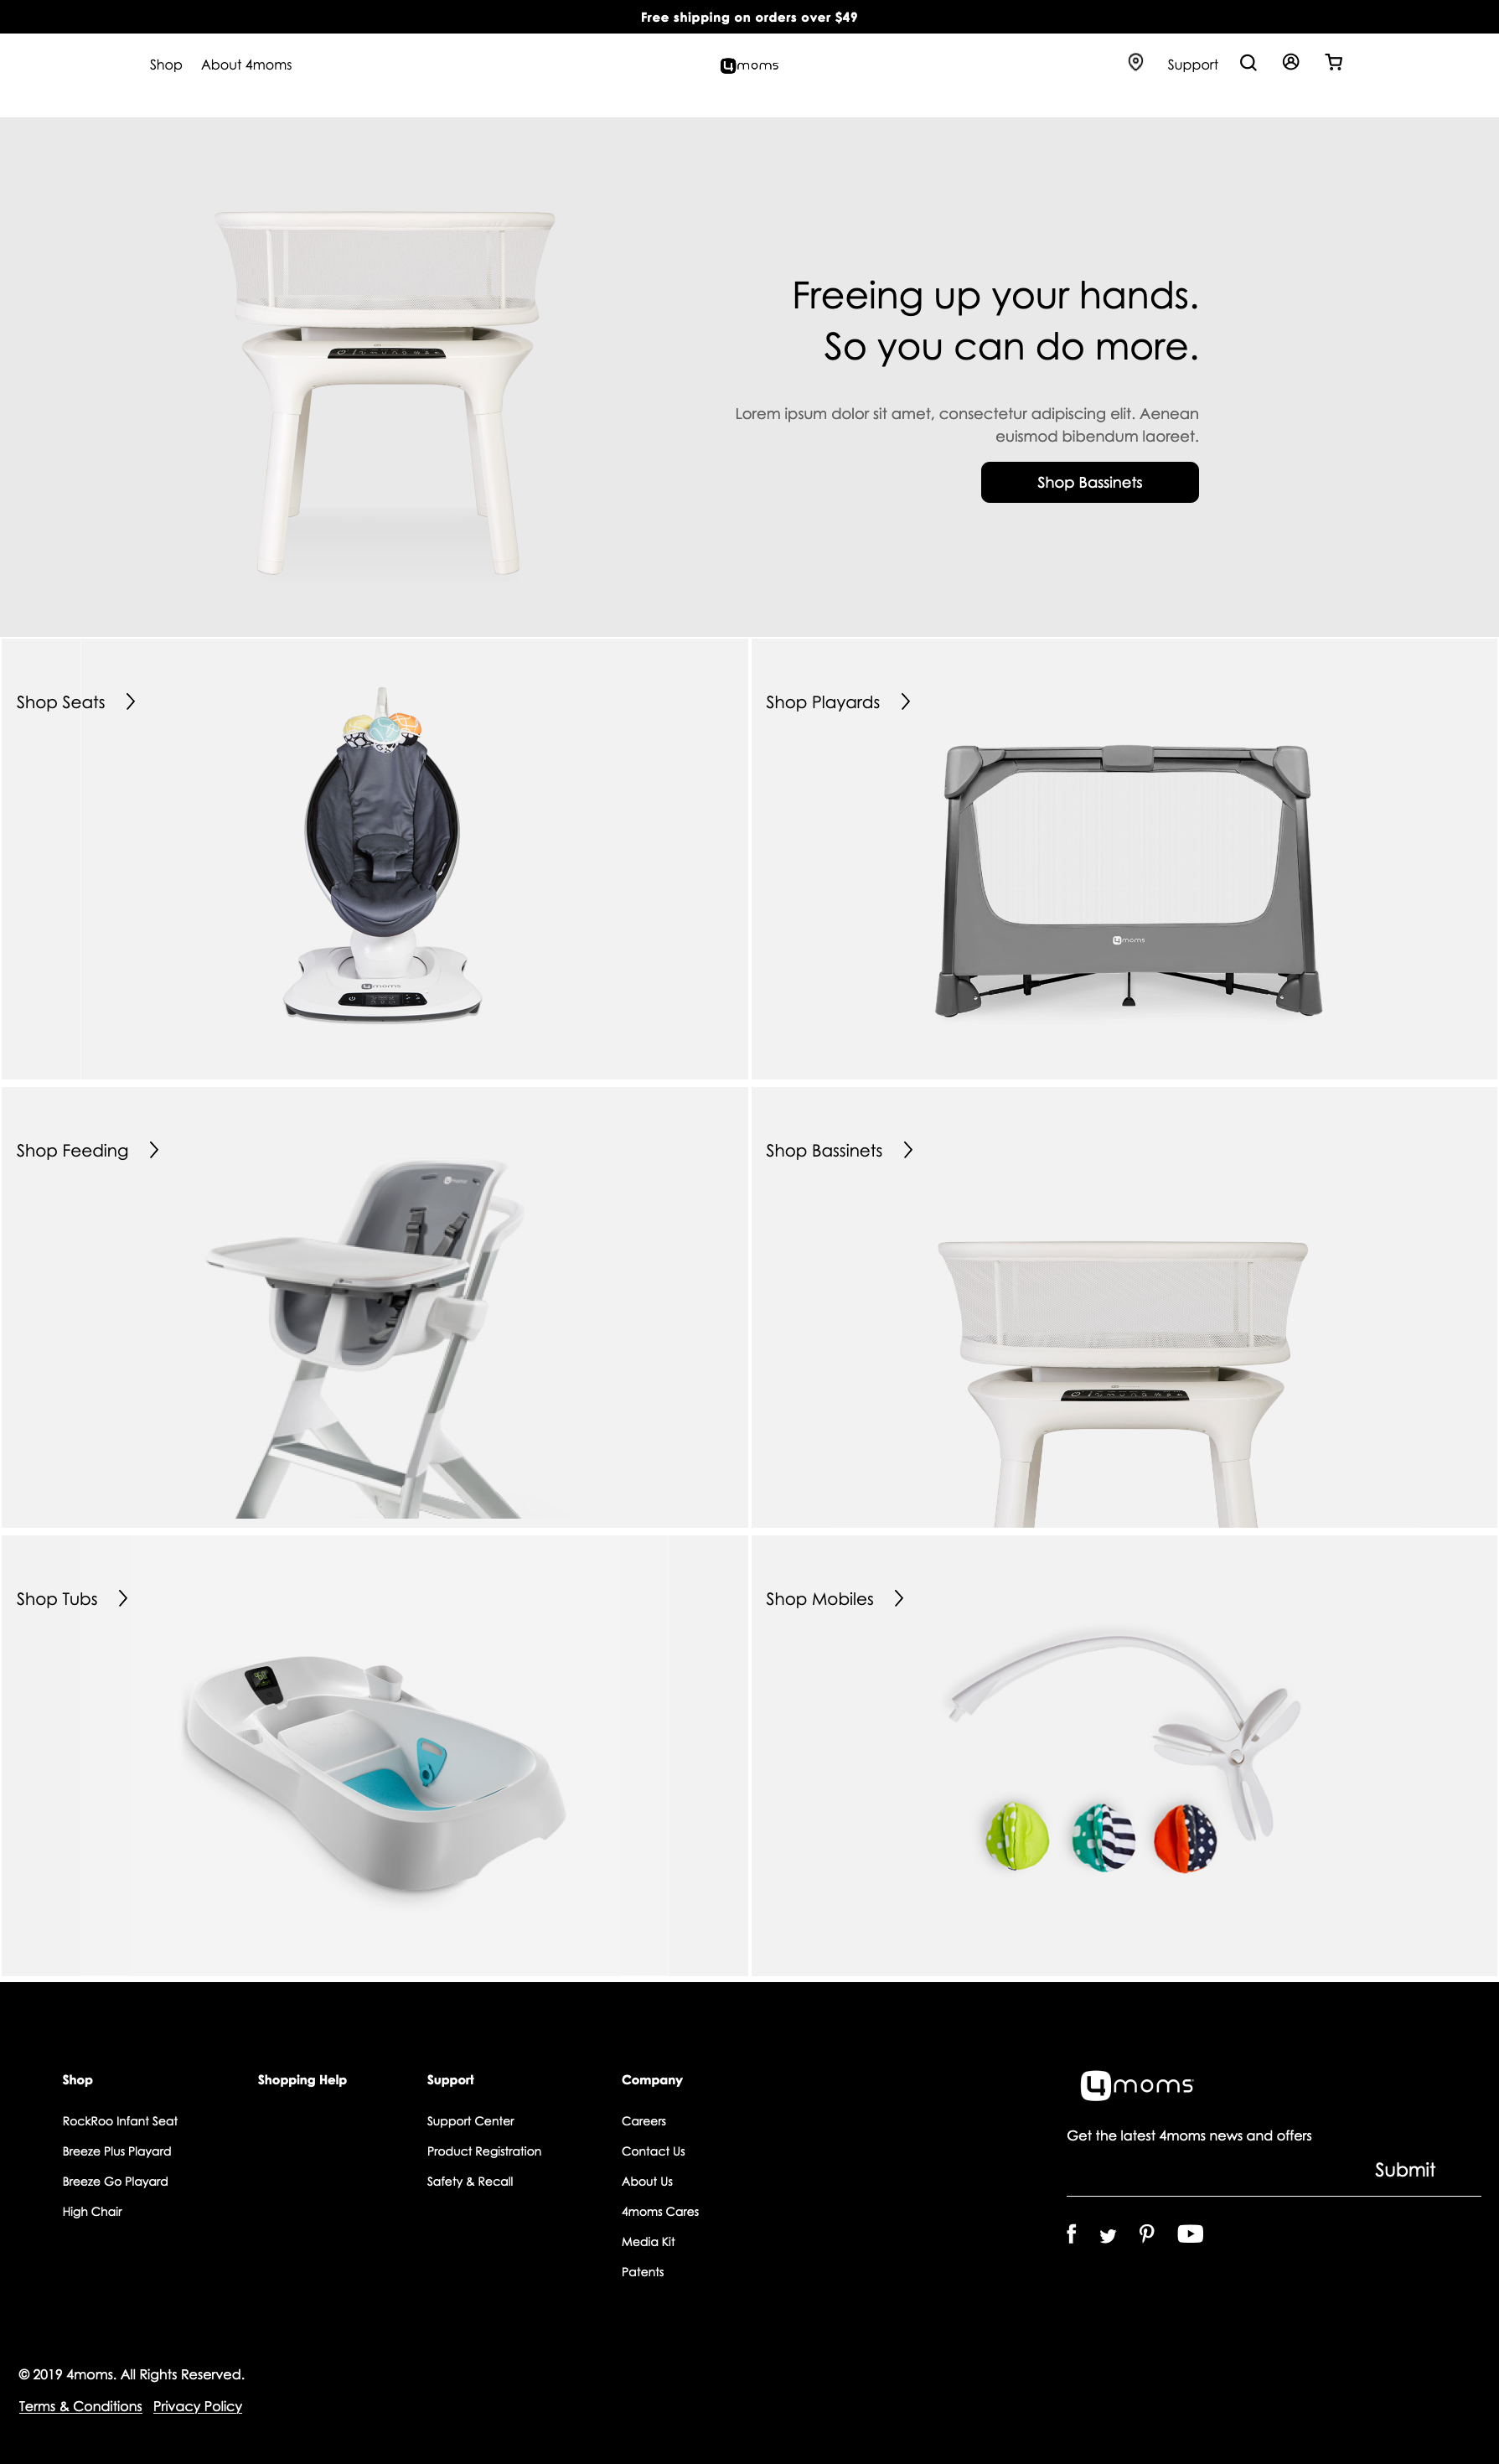 Free shipping on orders over $49
Shop About 4moms 4moms Support
Freeing up your hands.
So you can do more.
Lorem ipsum dolor sit amet, consectetur adipiscing elit. Aenean
euismod bibendum laoreet.
Shop Bassinets
Shop Seats
4moms
Shop Playards
4moms
Shop Feeding
4moms
Shop Bassinets
Shop Tubs
Shop Mobiles
Shop
RockRoo Infant Seat
Breeze Plus Playard
Breeze Go Playard
High Chair
Shopping Help
Support
Support Center
Product Registration
Safety & Recall
Company
Careers
Contact Us
About Us
4moms Cares
Media Kit
Patents
4moms
Get the latest 4moms news and offers
Submit
© 2019 4moms. All Rights Reserved.
Terms & Conditions Privacy Policy